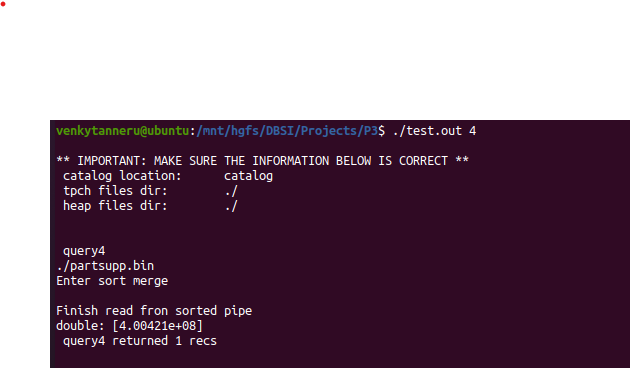 venkytanneru@ubuntu:/mnt/hgfs/DBSI/Projects/P3$ ./test.out 4
** IMPORTANT: MAKE SURE THE INFORMATION BELOW IS CORRECT **
catalog location: catalog
tpch files dir: ./
heap files dir: ./
query4
./partsupp.bin
Enter sort merge
Finish read fron sorted pipe
double: [4.00421e+08]
query4 returned 1 recs